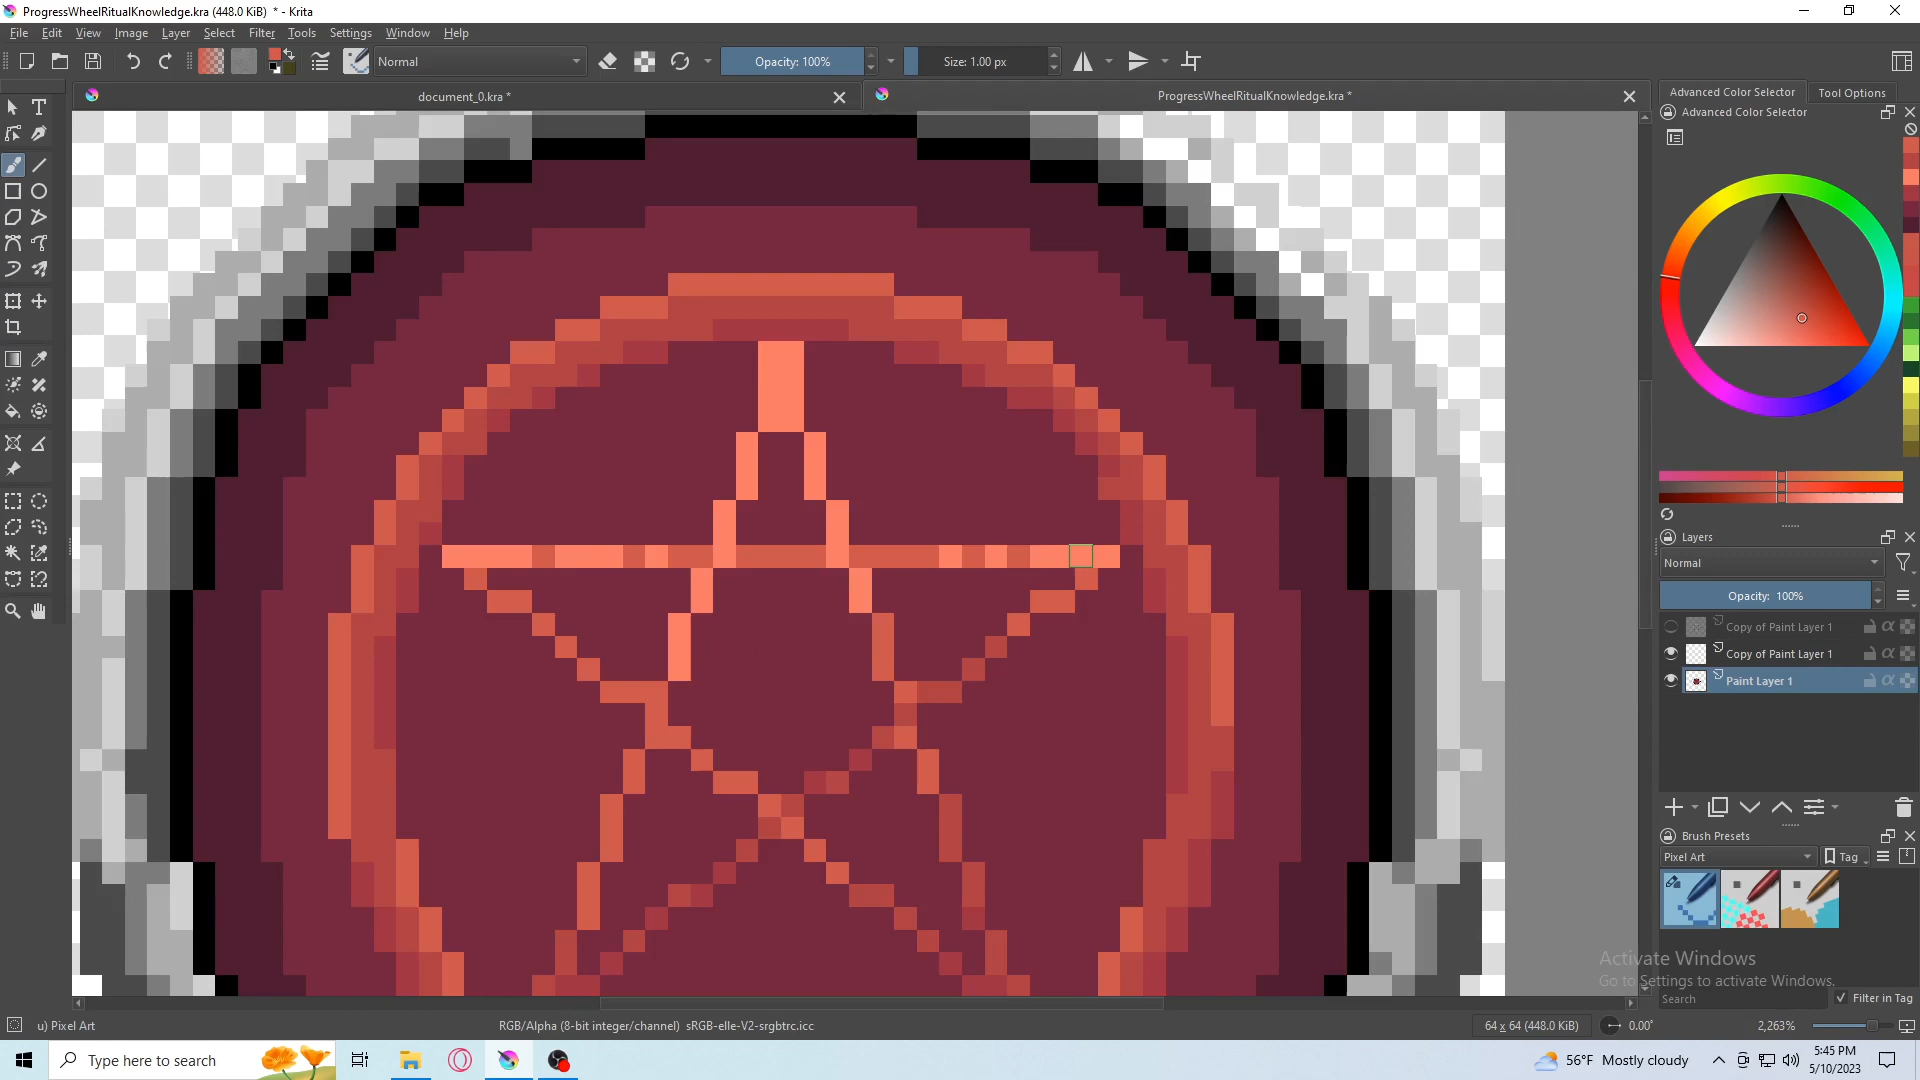 ProgressWheelRitualKnowledge.kra (448.0 KiB) * - Krita
File Edit View Image Layer Select Filter Tools Settings Window Help
Normal
Opacity: 100%
Size: 1.00 px
document_0.kra *
ProgressWheelRitualKnowledge.kra *
Advanced Color Selector
Tool Options
Advanced Color Selector
Layers
Normal
Opacity: 100%
Copy of Paint Layer 1
Copy of Paint Layer 1
Paint Layer 1
Brush Presets
Pixel Art
Tag
Activate Windows
Go to Settings to activate Windows.
Search
Filter in Tag
u) Pixel Art
RGB/Alpha (8-bit integer/channel) sRGB-elle-V2-srgbtrc.icc
64 x 64 (448.0 KiB)
0.00°
2,263%
Type here to search
56°F Mostly cloudy
5:45 PM
5/10/2023